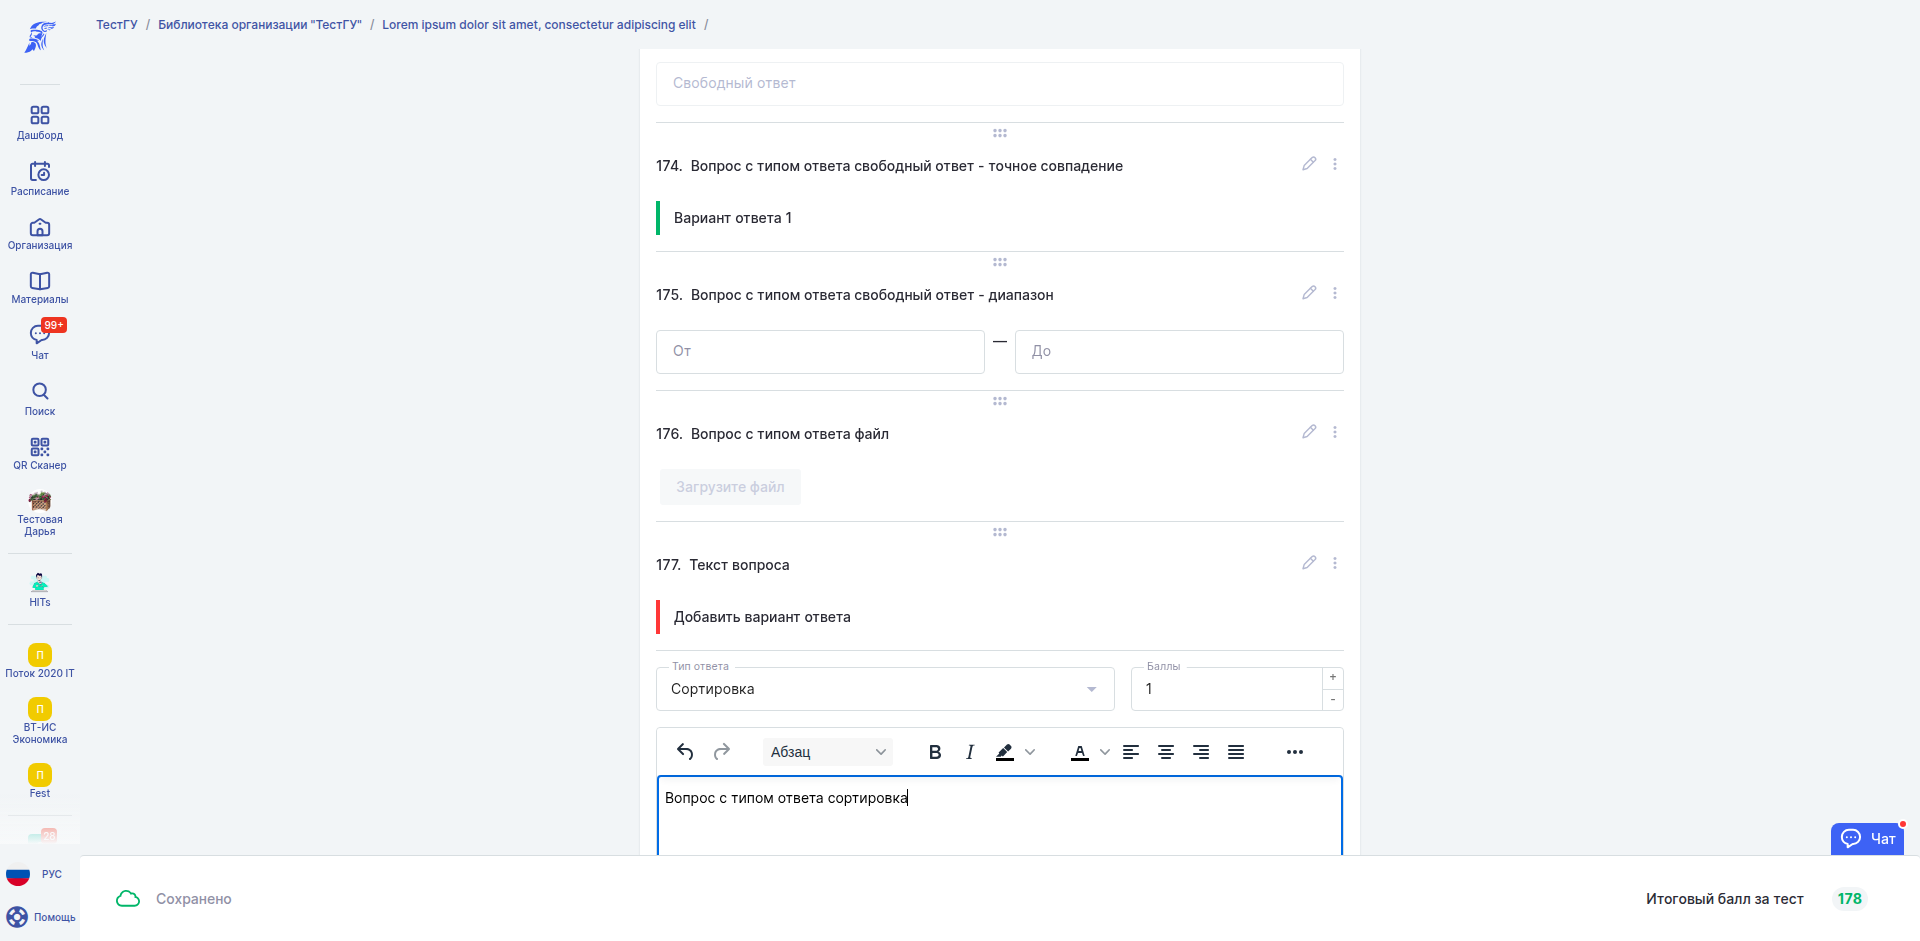 ТестГУ / Библиотека организации "ТестГУ" / Lorem ipsum dolor sit amet, consectetur adipiscing elit /
Дашборд
Расписание
Организация
Материалы
99+
Чат
Поиск
QR Сканер
Тестовая
Дарья
HITs
П
Поток 2020 IT
П
ВТ-ИС
Экономика
П
Fest
28
РУС
Помощь
Свободный ответ
174. Вопрос с типом ответа свободный ответ - точное совпадение
Вариант ответа 1
175. Вопрос с типом ответа свободный ответ - диапазон
От — До
176. Вопрос с типом ответа файл
Загрузите файл
177. Текст вопроса
Добавить вариант ответа
Тип ответа
Сортировка
Баллы
1
+
-
Абзац B I A
Вопрос с типом ответа сортировка
Чат
Сохранено
Итоговый балл за тест 178